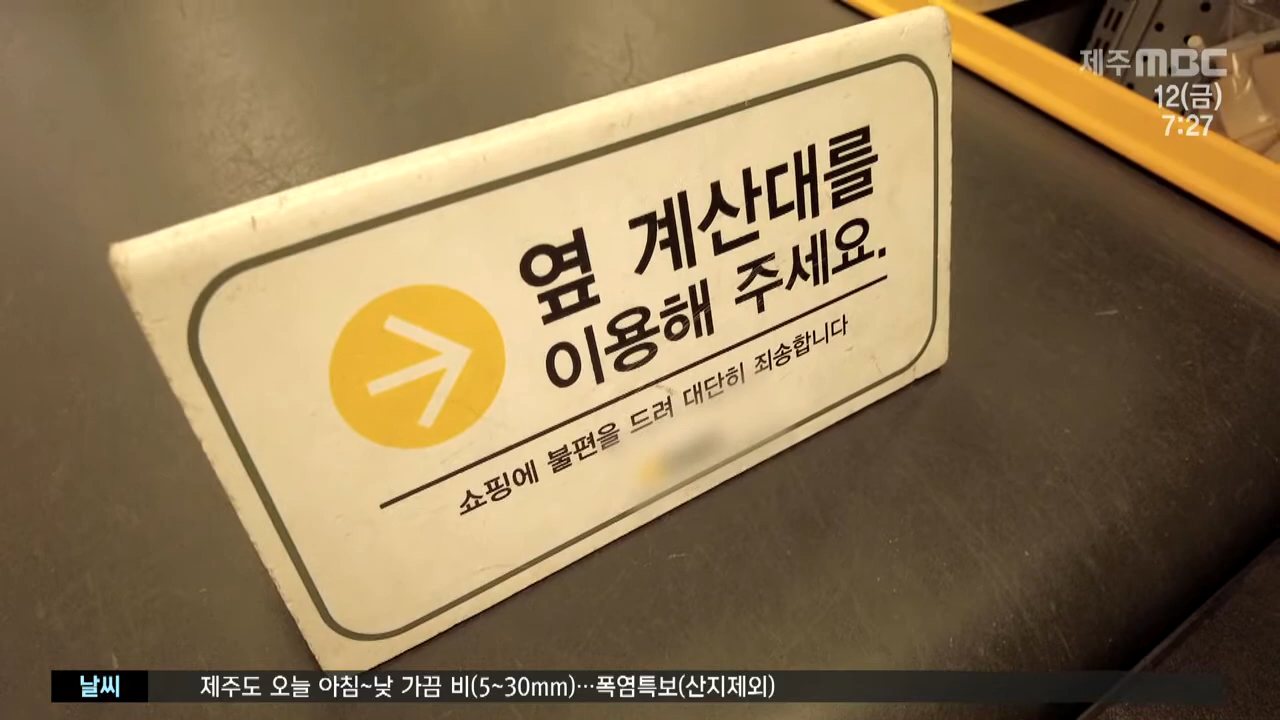 제주MBC
12(금)
7:27
옆 계산대를
이용해 주세요.
쇼핑에 불편을 드려 대단히 죄송합니다
날씨 제주도 오늘 아침~낮 가끔 비(5~30mm)…폭염특보(산지제외)